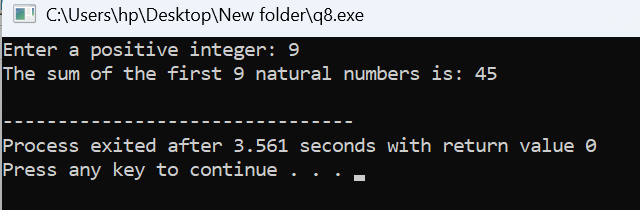 C:\Users\hp\Desktop\New folder\q8.exe
Enter a positive integer: 9
The sum of the first 9 natural numbers is: 45
--------------------------------
Process exited after 3.561 seconds with return value 0
Press any key to continue . . .